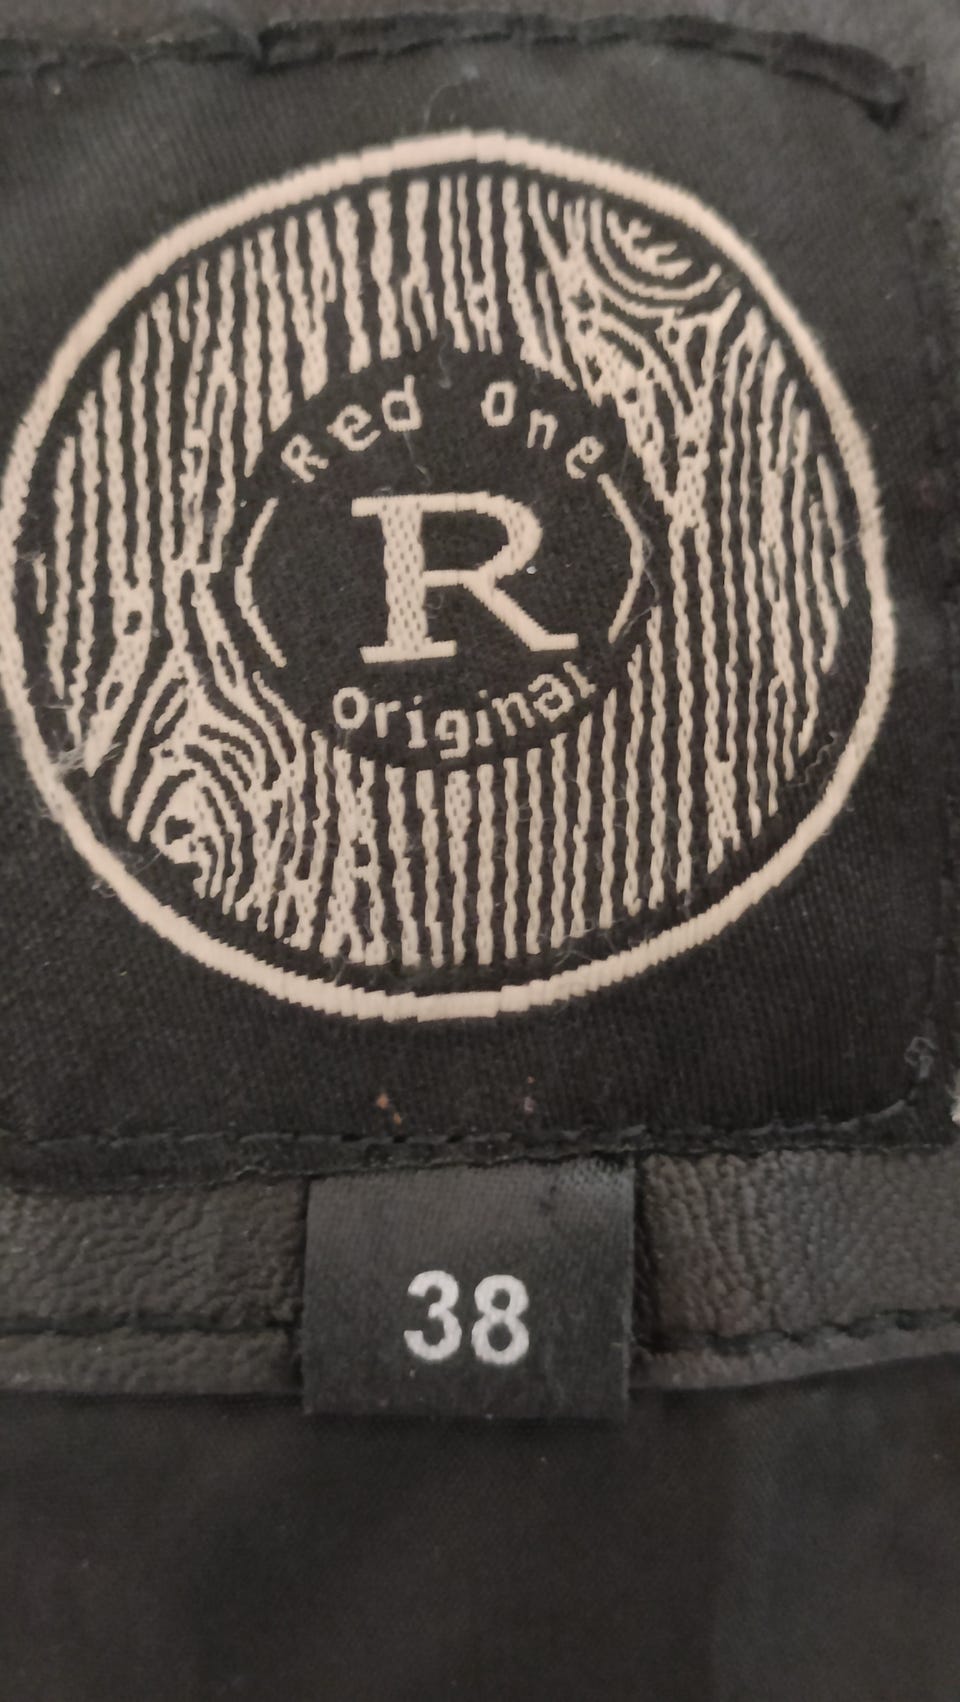 Red One
R
Original
38